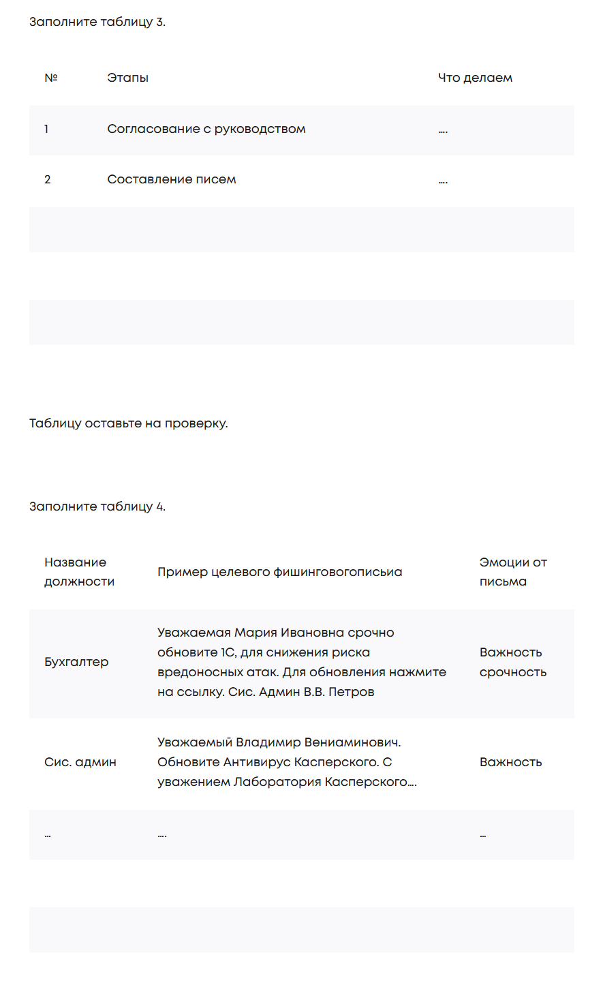 Заполните таблицу 3.
№ Этапы Что делаем
1 Согласование с руководством ....
2 Составление писем ....
Таблицу оставьте на проверку.
Заполните таблицу 4.
Название
должности
Пример целевого фишинговогописьиа
Эмоции от
письма
Бухгалтер
Уважаемая Мария Ивановна срочно
обновите 1С, для снижения риска
вредоносных атак. Для обновления нажмите
на ссылку. Сис. Админ В.В. Петров
Важность
срочность
Сис. админ
Уважаемый Владимир Вениаминович.
Обновите Антивирус Касперского. С
уважением Лаборатория Касперского....
Важность
... .... ...